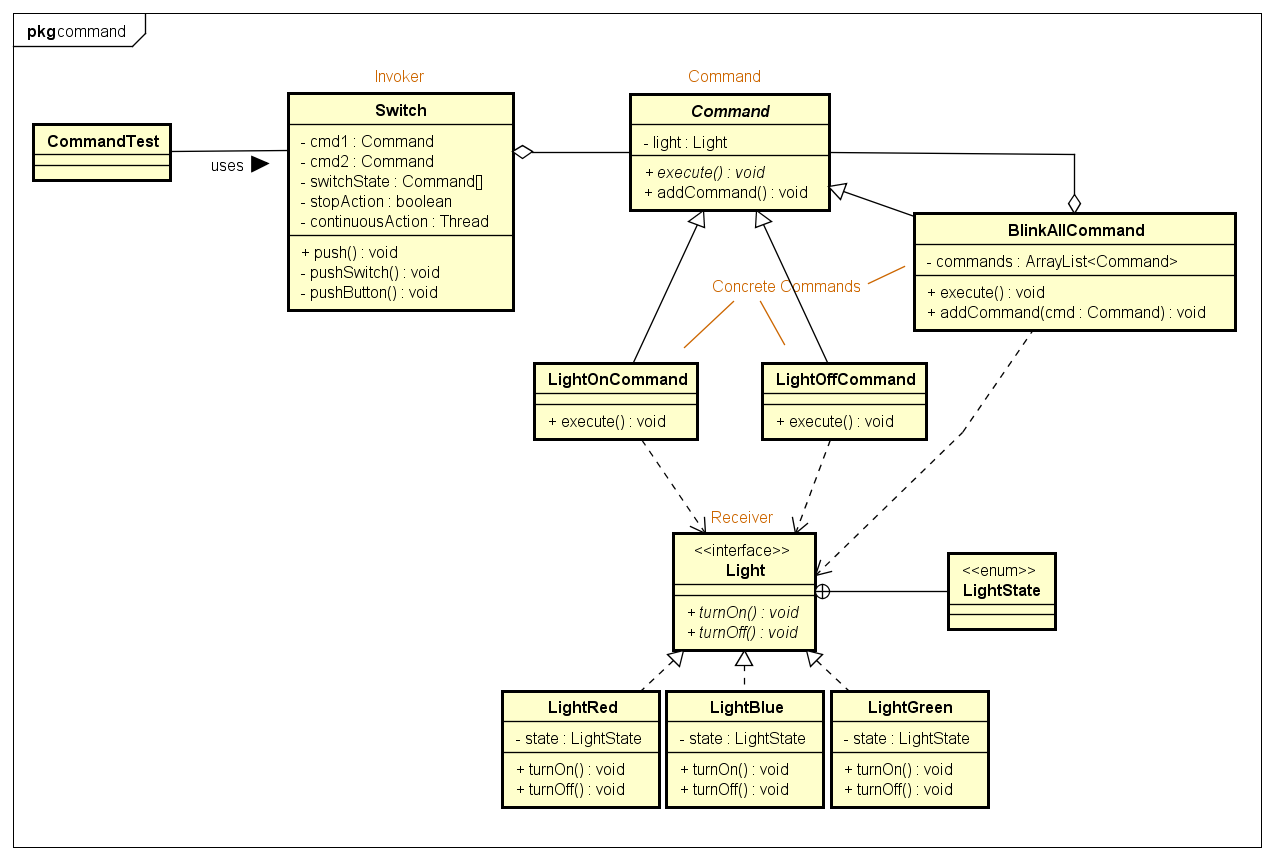 pkg command
Invoker
Command
CommandTest
uses
Switch
- cmd1 : Command
- cmd2 : Command
- switchState : Command[]
- stopAction : boolean
- continuousAction : Thread
+ push() : void
- pushSwitch() : void
- pushButton() : void
Command
- light : Light
+ execute() : void
+ addCommand() : void
BlinkAllCommand
- commands : ArrayList<Command>
+ execute() : void
+ addCommand(cmd : Command) : void
Concrete Commands
LightOnCommand
+ execute() : void
LightOffCommand
+ execute() : void
Receiver
<<interface>>
Light
+ turnOn() : void
+ turnOff() : void
<<enum>>
LightState
LightRed
- state : LightState
+ turnOn() : void
+ turnOff() : void
LightBlue
- state : LightState
+ turnOn() : void
+ turnOff() : void
LightGreen
- state : LightState
+ turnOn() : void
+ turnOff() : void